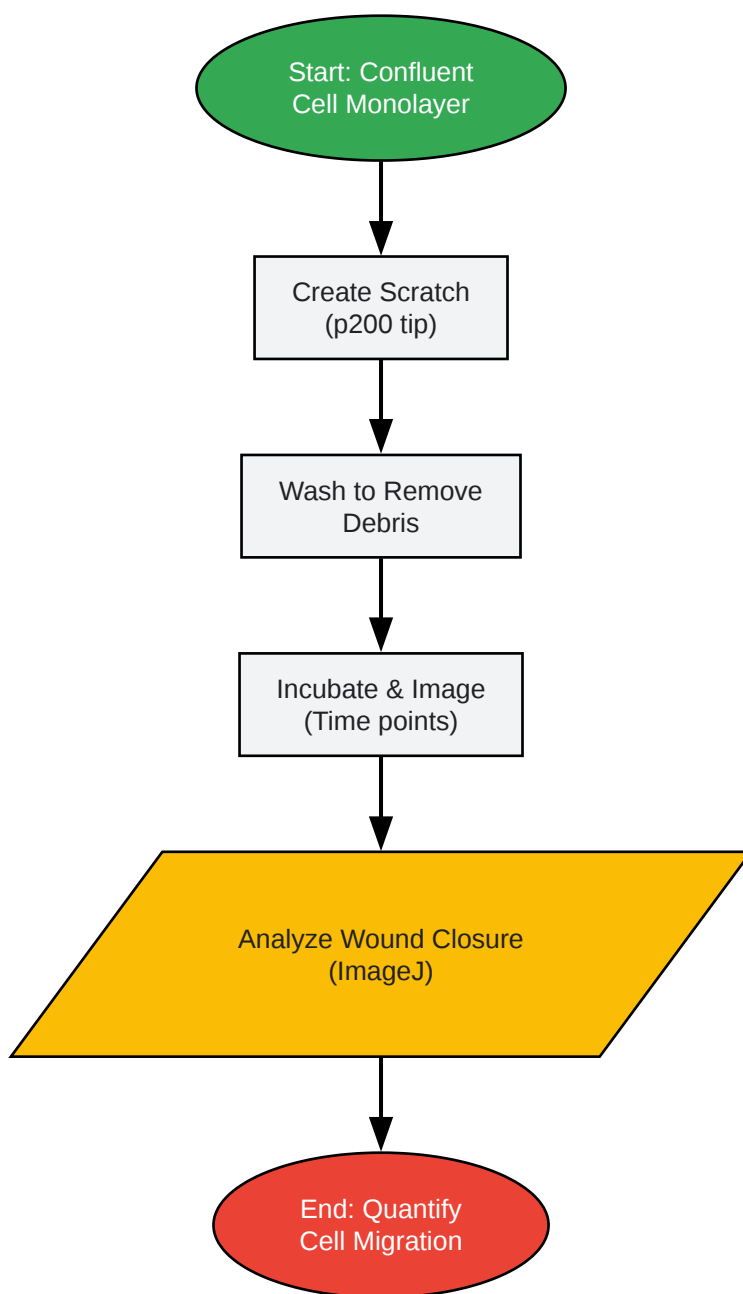 Start: Confluent
Cell Monolayer
Create Scratch
(p200 tip)
Wash to Remove
Debris
Incubate & Image
(Time points)
Analyze Wound Closure
(ImageJ)
End: Quantify
Cell Migration